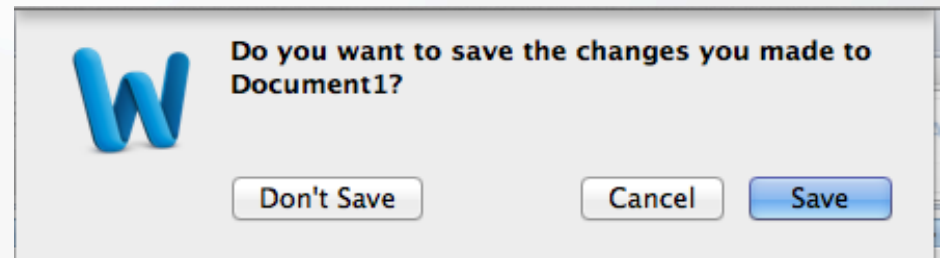 Do you want to save the changes you made to
Document1?
Don't Save Cancel Save